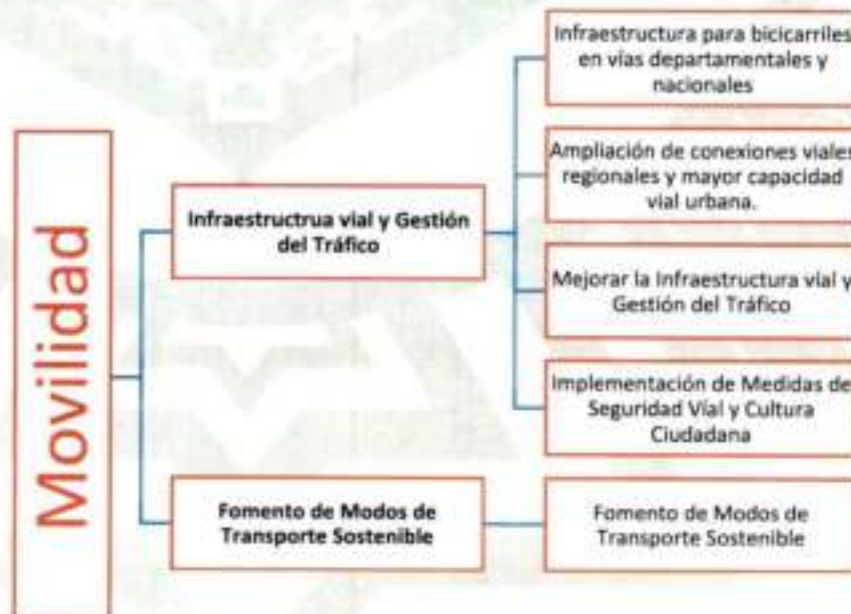 Movilidad
Infraestructrua vial y Gestión
del Tráfico
Infraestructura para bicicarriles
en vías departamentales y
nacionales
Ampliación de conexiones viales
regionales y mayor capacidad
vial urbana.
Mejorar la Infraestructura vial y
Gestión del Tráfico
Implementación de Medidas de
Seguridad Víal y Cultura
Ciudadana
Fomento de Modos de
Transporte Sostenible
Fomento de Modos de
Transporte Sostenible